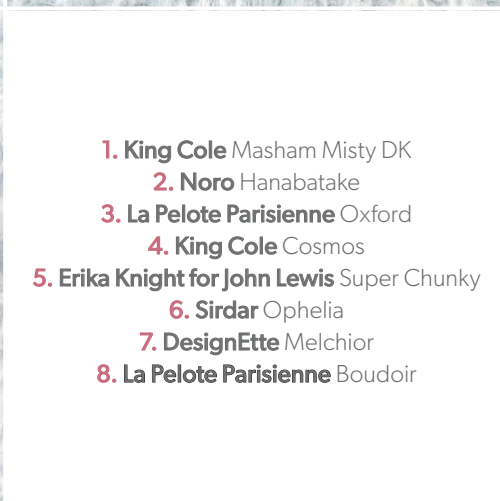 1. King Cole Masham Misty DK
2. Noro Hanabatake
3. La Pelote Parisienne Oxford
4. King Cole Cosmos
5. Erika Knight for John Lewis Super Chunky
6. Sirdar Ophelia
7. DesignEtte Melchior
8. La Pelote Parisienne Boudoir